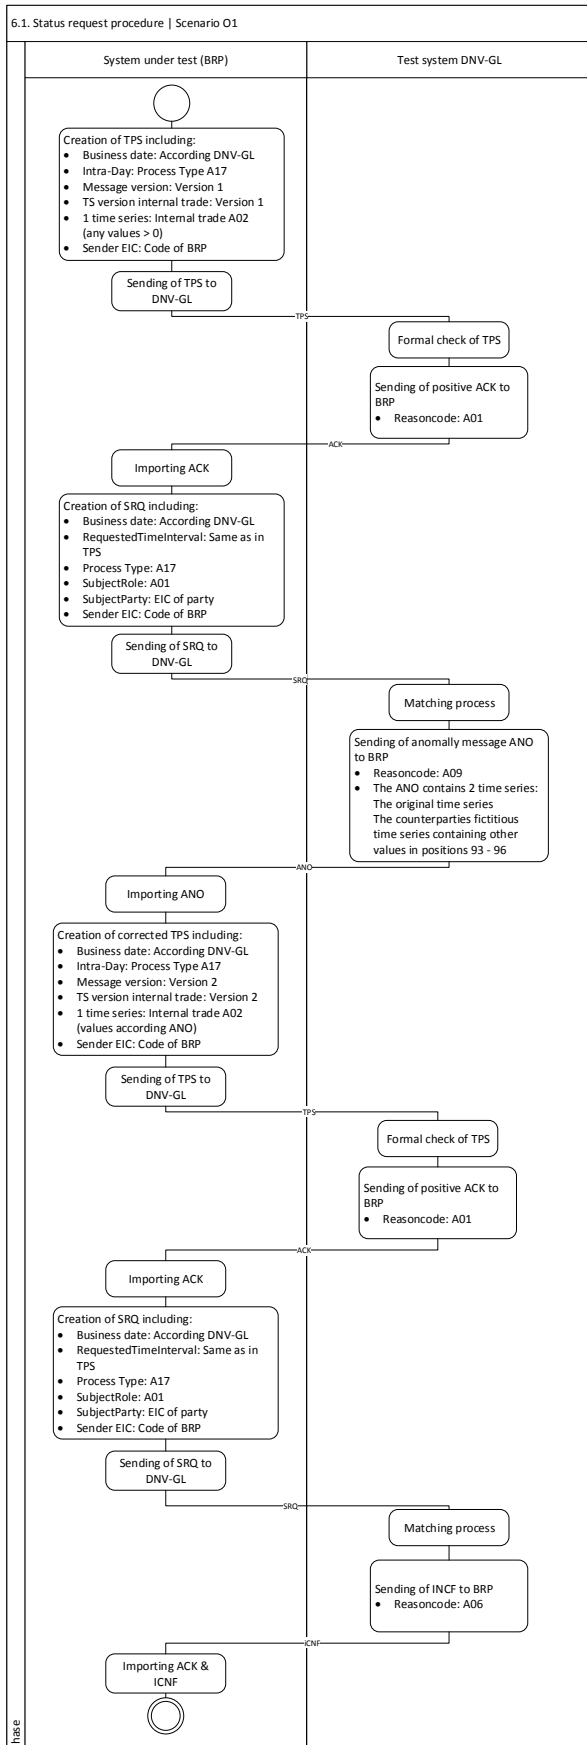 6.1. Status request procedure | Scenario O1
System under test (BRP)
Test system DNV-GL
Creation of TPS including:
• Business date: According DNV-GL
• Intra-Day: Process Type A17
• Message version: Version 1
• TS version internal trade: Version 1
• 1 time series: Internal trade A02
(any values > 0)
• Sender EIC: Code of BRP
Sending of TPS to
DNV-GL
TPS
Formal check of TPS
Sending of positive ACK to
BRP
• Reasoncode: A01
ACK
Importing ACK
Creation of SRQ including:
• Business date: According DNV-GL
• RequestedTimeInterval: Same as in
TPS
• Process Type: A17
• SubjectRole: A01
• SubjectParty: EIC of party
• Sender EIC: Code of BRP
Sending of SRQ to
DNV-GL
SRQ
Matching process
Sending of anomally message ANO
to BRP
• Reasoncode: A09
• The ANO contains 2 time series:
The original time series
The counterparties fictitious
time series containing other
values in positions 93 - 96
ANO
Importing ANO
Creation of corrected TPS including:
• Business date: According DNV-GL
• Intra-Day: Process Type A17
• Message version: Version 2
• TS version internal trade: Version 2
• 1 time series: Internal trade A02
(values according ANO)
• Sender EIC: Code of BRP
Sending of TPS to
DNV-GL
TPS
Formal check of TPS
Sending of positive ACK to
BRP
• Reasoncode: A01
ACK
Importing ACK
Creation of SRQ including:
• Business date: According DNV-GL
• RequestedTimeInterval: Same as in
TPS
• Process Type: A17
• SubjectRole: A01
• SubjectParty: EIC of party
• Sender EIC: Code of BRP
Sending of SRQ to
DNV-GL
SRQ
Matching process
Sending of INCF to BRP
• Reasoncode: A06
iCNF
Importing ACK &
ICNF
hase